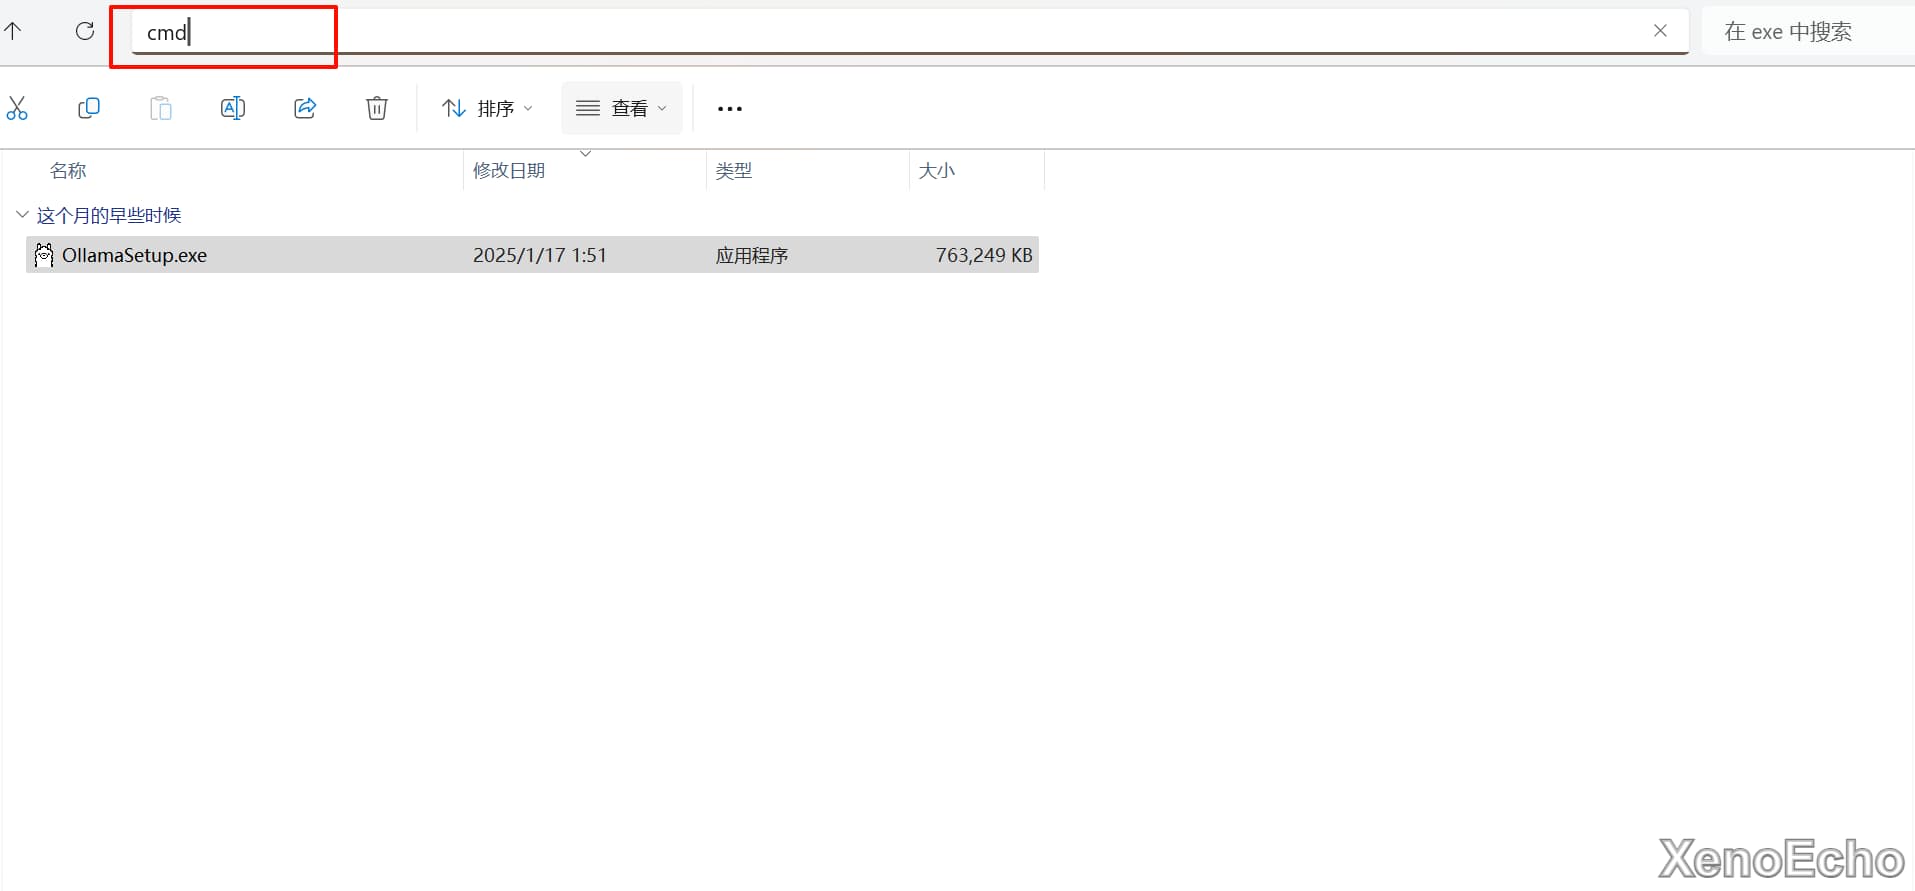 cmd
在 exe 中搜索
排序
查看
名称
修改日期
类型
大小
这个月的早些时候
OllamaSetup.exe 2025/1/17 1:51 应用程序 763,249 KB
XenoEcho